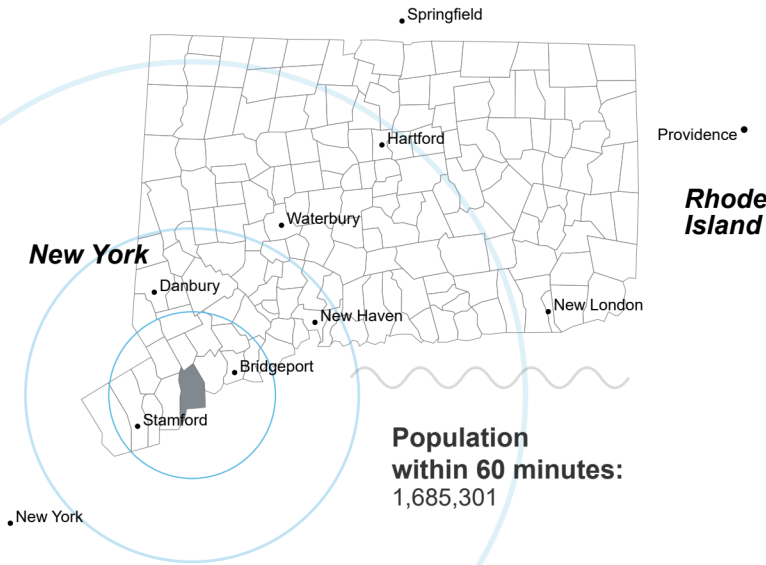 Springfield
Providence
Hartford
Rhode
Island
Waterbury
New York
Danbury
New London
New Haven
Bridgeport
Stamford
Population
within 60 minutes:
1,685,301
New York